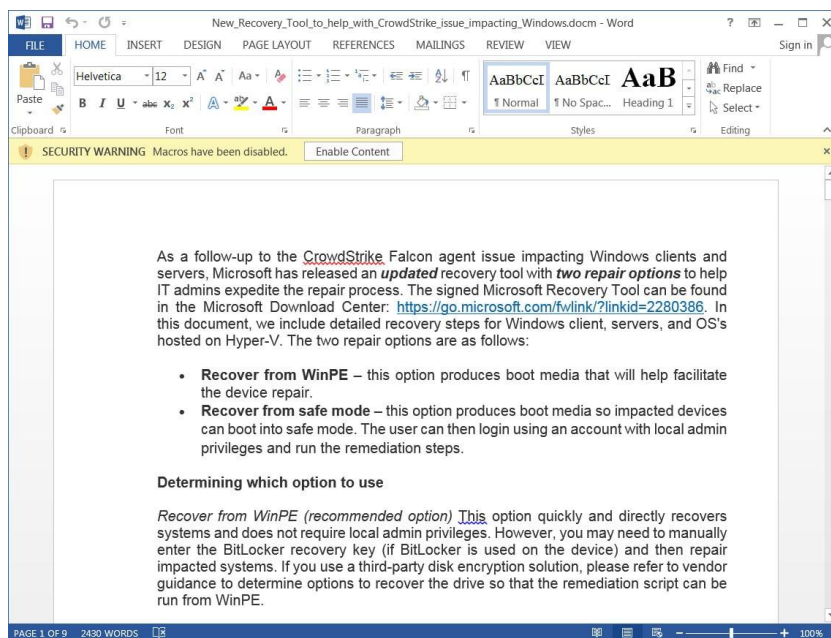 New_Recovery_Tool_to_help_with_CrowdStrike_issue_impacting_Windows.docm - Word
FILE HOME INSERT DESIGN PAGE LAYOUT REFERENCES MAILINGS REVIEW VIEW Sign in
Paste
Helvetica 12 A A Aa
B I U abc X₂ X² A ab A
AaBbCcI AaBbCcI AaB
¶ Normal ¶ No Spac... Heading 1
Find
Replace
Select
Clipboard Font Paragraph Styles Editing
SECURITY WARNING Macros have been disabled. Enable Content
As a follow-up to the CrowdStrike Falcon agent issue impacting Windows clients and
servers, Microsoft has released an updated recovery tool with two repair options to help
IT admins expedite the repair process. The signed Microsoft Recovery Tool can be found
in the Microsoft Download Center: https://go.microsoft.com/fwlink/?linkid=2280386. In
this document, we include detailed recovery steps for Windows client, servers, and OS's
hosted on Hyper-V. The two repair options are as follows:
• Recover from WinPE – this option produces boot media that will help facilitate
the device repair.
• Recover from safe mode – this option produces boot media so impacted devices
can boot into safe mode. The user can then login using an account with local admin
privileges and run the remediation steps.
Determining which option to use
Recover from WinPE (recommended option) This option quickly and directly recovers
systems and does not require local admin privileges. However, you may need to manually
enter the BitLocker recovery key (if BitLocker is used on the device) and then repair
impacted systems. If you use a third-party disk encryption solution, please refer to vendor
guidance to determine options to recover the drive so that the remediation script can be
run from WinPE.
PAGE 1 OF 9 2430 WORDS 100%